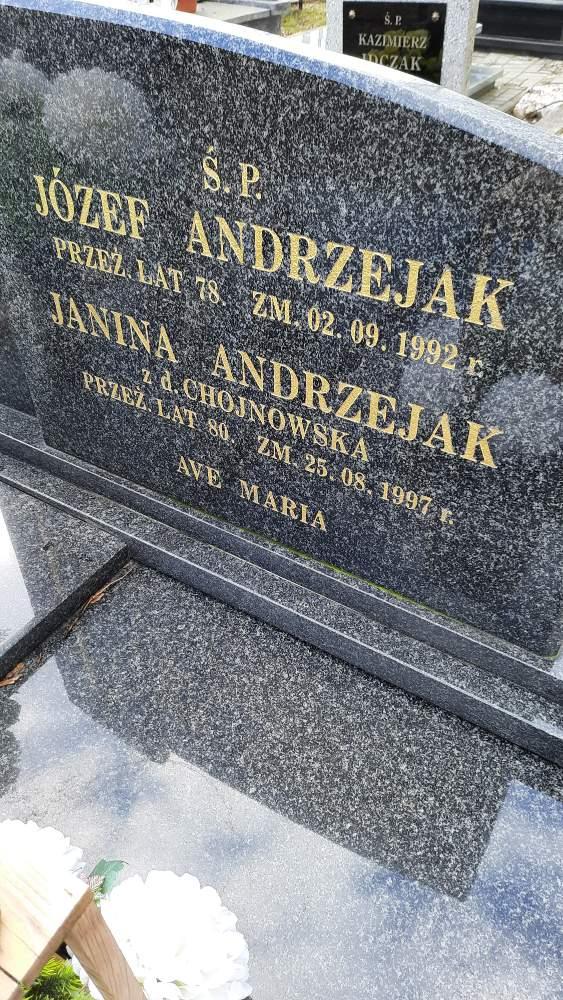 Ś. P.
KAZIMIERZ
IDCZAK
Ś. P.
JÓZEF ANDRZEJAK
PRZEŻ. LAT 78. ZM. 02. 09. 1992 r.
JANINA ANDRZEJAK
z d. CHOJNOWSKA
PRZEŻ. LAT 80. ZM. 25. 08. 1997 r.
AVE MARIA